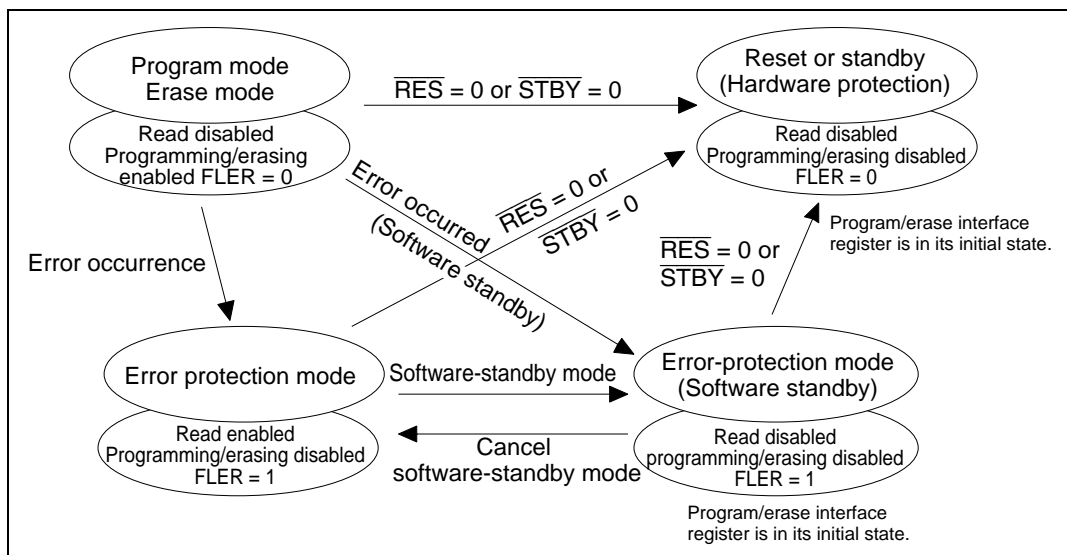 Program mode
Erase mode
Read disabled
Programming/erasing
enabled FLER = 0
RES = 0 or STBY = 0
Reset or standby
(Hardware protection)
Read disabled
Programming/erasing disabled
FLER = 0
Program/erase interface
register is in its initial state.
Error occurred
(Software standby)
RES = 0 or
STBY = 0
RES = 0 or
STBY = 0
Error occurrence
Error protection mode
Read enabled
Programming/erasing disabled
FLER = 1
Software-standby mode
Cancel
software-standby mode
Error-protection mode
(Software standby)
Read disabled
programming/erasing disabled
FLER = 1
Program/erase interface
register is in its initial state.